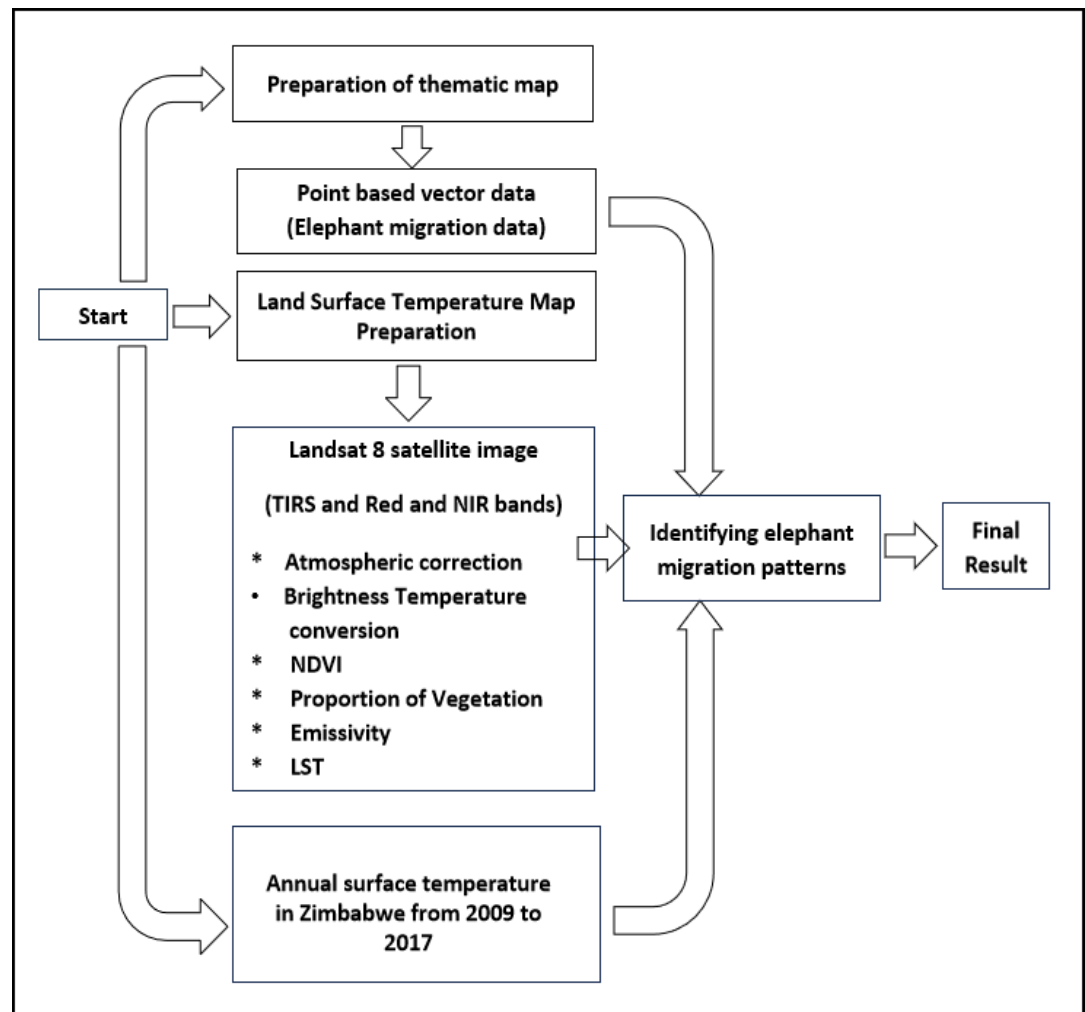 Preparation of thematic map
Point based vector data
(Elephant migration data)
Start
Land Surface Temperature Map
Preparation
Landsat 8 satellite image
(TIRS and Red and NIR bands)
* Atmospheric correction
• Brightness Temperature
conversion
* NDVI
* Proportion of Vegetation
* Emissivity
* LST
Identifying elephant
migration patterns
Final
Result
Annual surface temperature
in Zimbabwe from 2009 to
2017